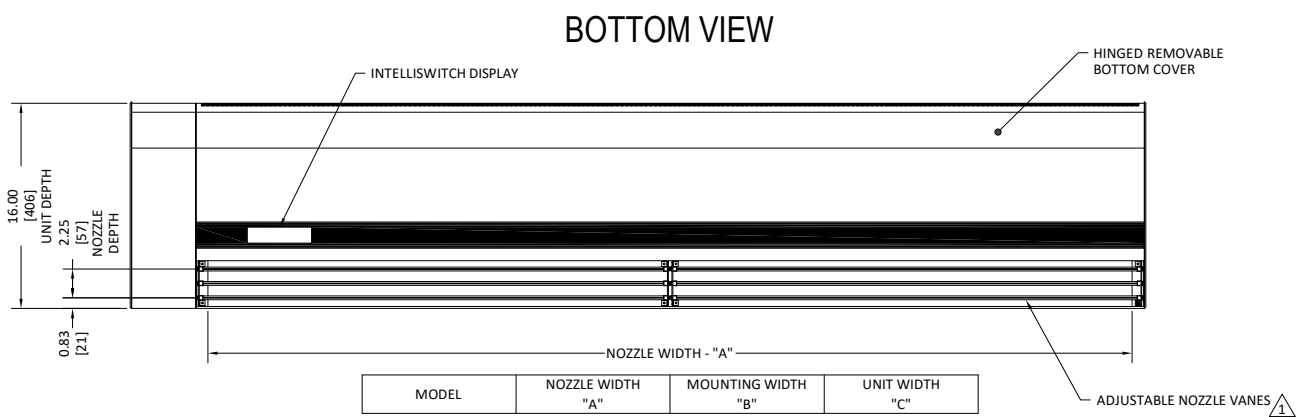 BOTTOM VIEW
INTELLISWITCH DISPLAY
HINGED REMOVABLE
BOTTOM COVER
16.00
[406]
UNIT DEPTH
2.25
[57]
NOZZLE
DEPTH
0.83
[21]
NOZZLE WIDTH - "A"
MODEL
NOZZLE WIDTH
"A"
MOUNTING WIDTH
"B"
UNIT WIDTH
"C"
ADJUSTABLE NOZZLE VANES
1